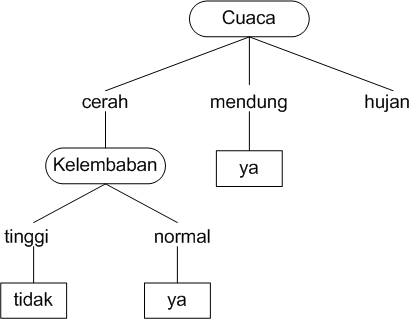 Cuaca
cerah mendung hujan
Kelembaban
ya
tinggi normal
tidak ya